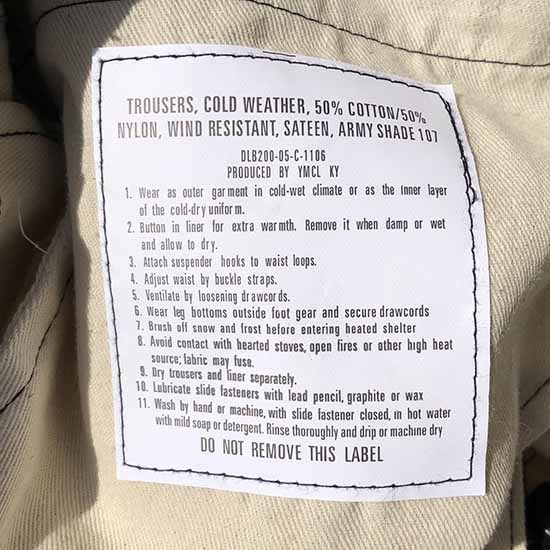 TROUSERS, COLD WEATHER, 50% COTTON/50%
NYLON, WIND RESISTANT, SATEEN, ARMY SHADE 107
DLB200-05-C-1106
PRODUCED BY YMCL KY
1. Wear as outer garment in cold-wet climate or as the Inner layer
of the cold-dry uniform.
2. Button in liner for extra warmth. Remove it when damp or wet
and allow to dry.
3. Attach suspender hooks to waist loops.
4. Adjust waist by buckle straps.
5. Ventilate by loosening drawcords.
6. Wear leg bottoms outside foot gear and secure drawcords
7. Brush off snow and frost before entering heated shelter
8. Avoid contact with hearted stoves, open fires or other high heat
source; fabric may fuse.
9. Dry trousers and liner separately.
10. Lubricate slide fasteners with lead pencil, graphite or wax
11. Wash by hand or machine, with slide fastener closed, in hot water
with mild soap or detergent. Rinse thoroughly and drip or machine dry
DO NOT REMOVE THIS LABEL